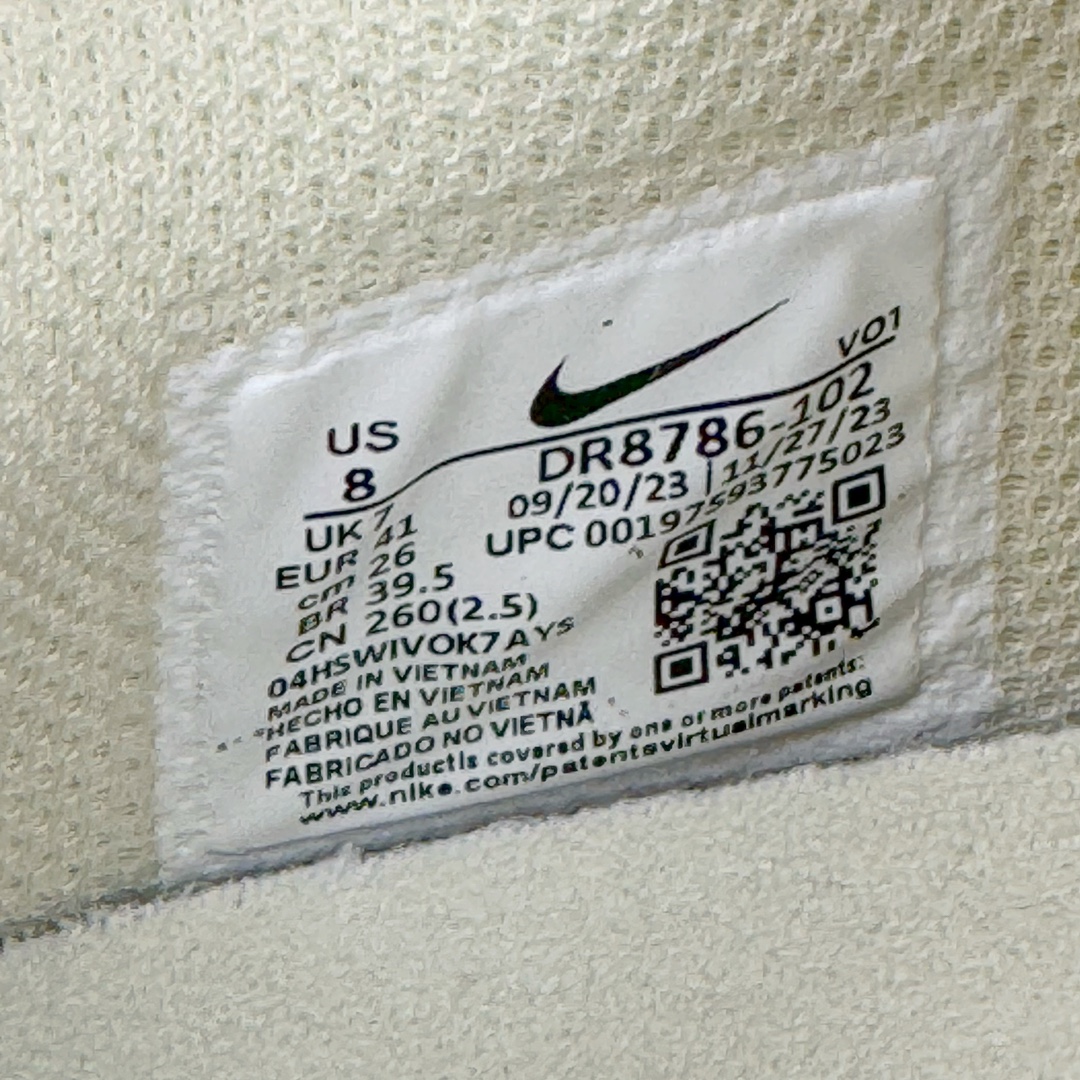 VO1
US
8
DR8786-102
09/20/23 | 11/27/23
UPC 00197593775023
UK 7
EUR 41
cm 26
BR 39.5
CN 260(2.5)
04HSWIVOK7AYS
MADE IN VIETNAM
HECHO EN VIETNAM
FABRIQUE AU VIETNAM
FABRICADO NO VIETNÃ
This product is covered by one or more patents:
www.nike.com/patentsvirtualmarking